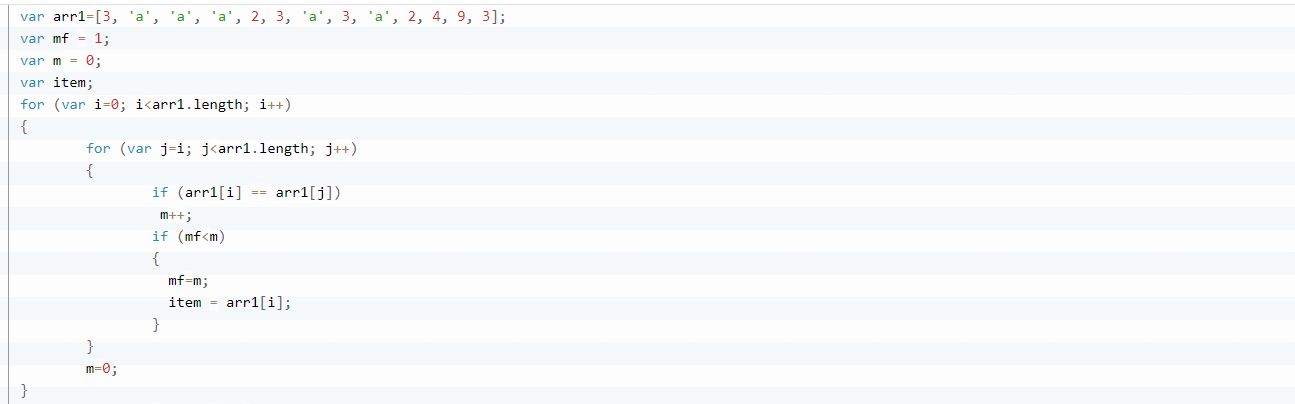 var arr1=[3, 'a', 'a', 'a', 2, 3, 'a', 3, 'a', 2, 4, 9, 3];
var mf = 1;
var m = 0;
var item;
for (var i=0; i<arr1.length; i++)
{
        for (var j=i; j<arr1.length; j++)
        {
                if (arr1[i] == arr1[j])
                 m++;
                if (mf<m)
                {
                  mf=m;
                  item = arr1[i];
                }
        }
        m=0;
}